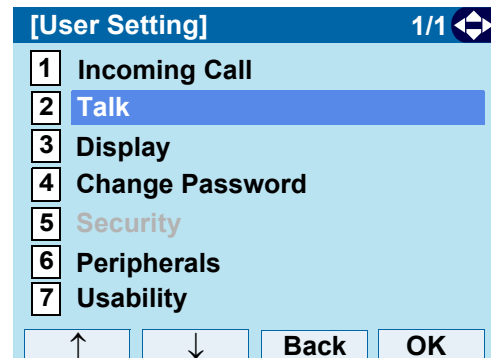 [User Setting] 1/1
1 Incoming Call
2 Talk
3 Display
4 Change Password
5 Security
6 Peripherals
7 Usability
↑ ↓ Back OK